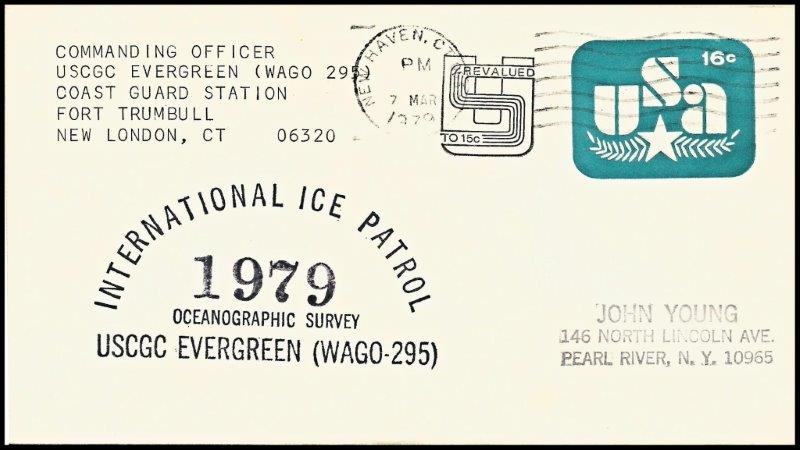 COMMANDING OFFICER
USCGC EVERGREEN (WAGO 295
COAST GUARD STATION
FORT TRUMBULL
NEW LONDON, CT 06320
NEW HAVEN, CT
PM
7 MAR
1979
REVALUED
TO 15c
16c
USA
INTERNATIONAL ICE PATROL
1979
OCEANOGRAPHIC SURVEY
USCGC EVERGREEN (WAGO-295)
JOHN YOUNG
146 NORTH LINCOLN AVE.
PEARL RIVER, N. Y. 10965